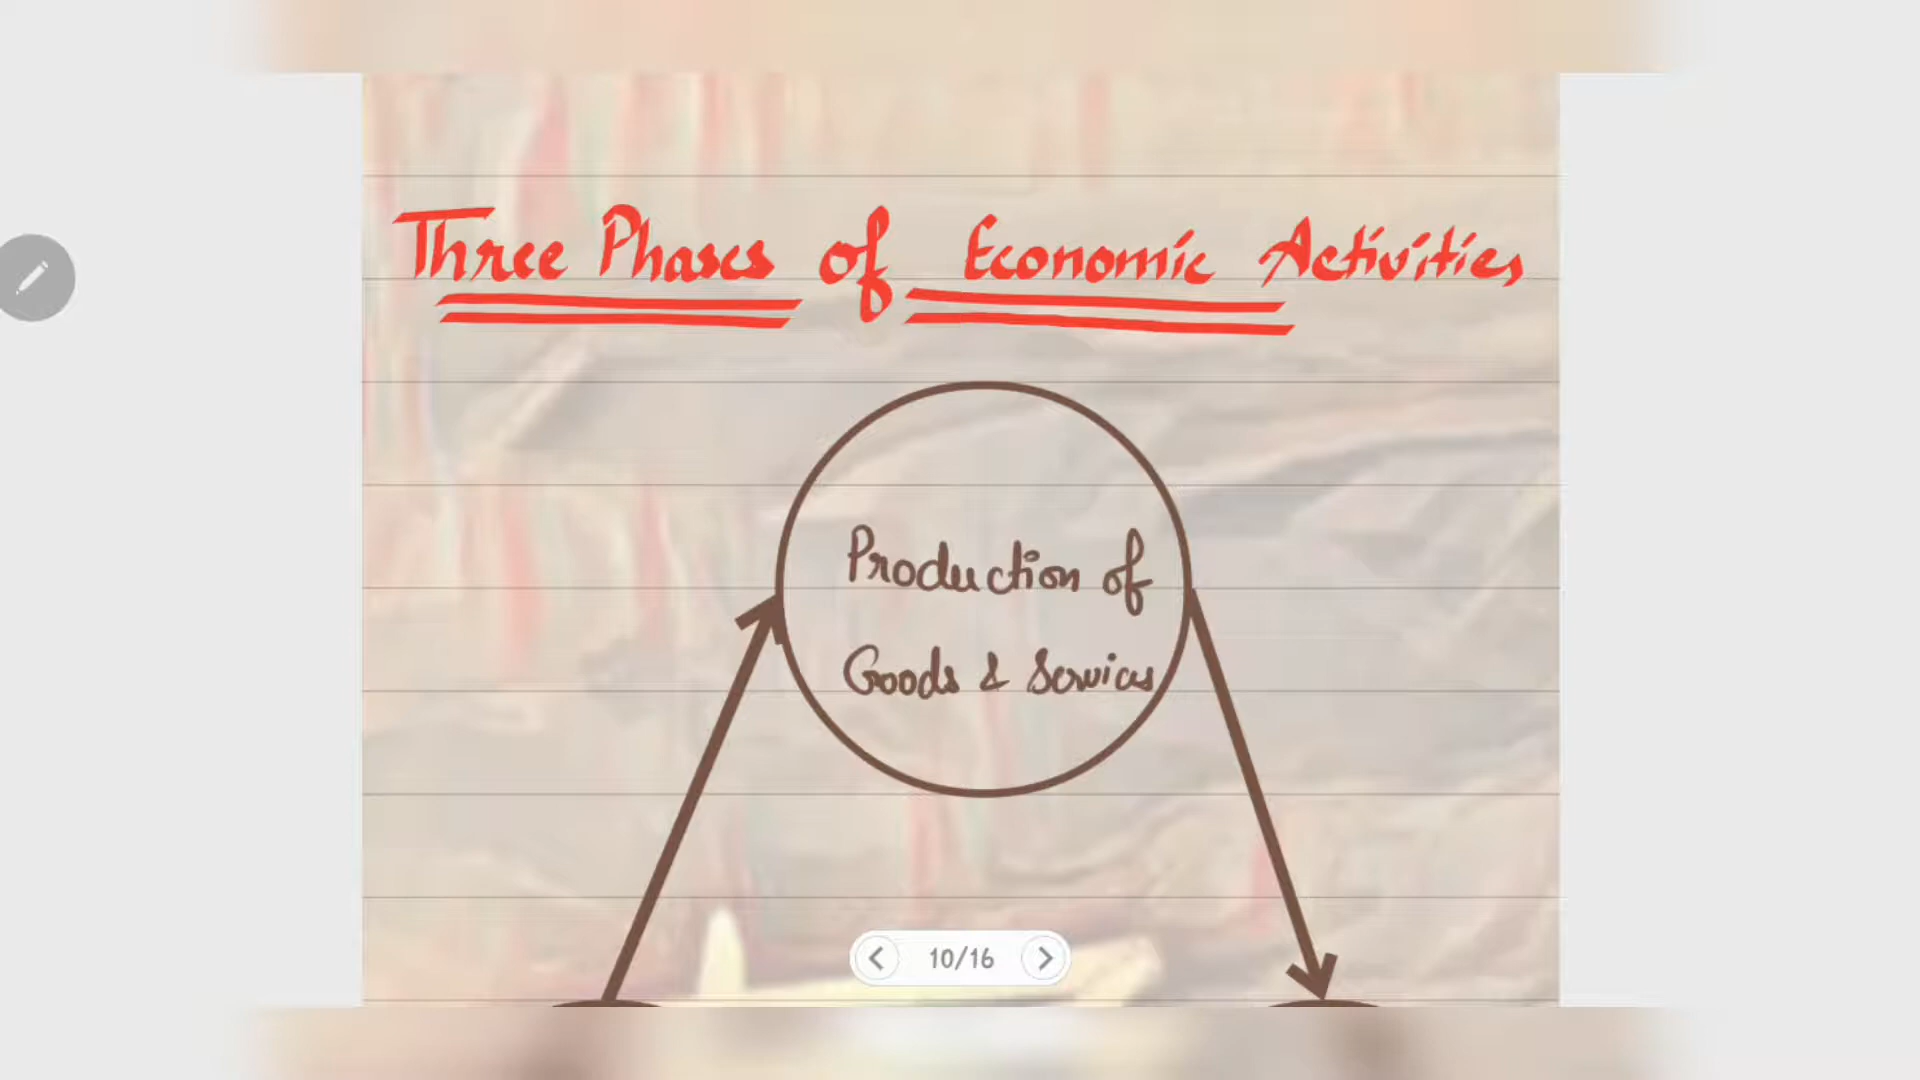 Three Phases of Economic Activities
Production of
Goods & Services
10/16